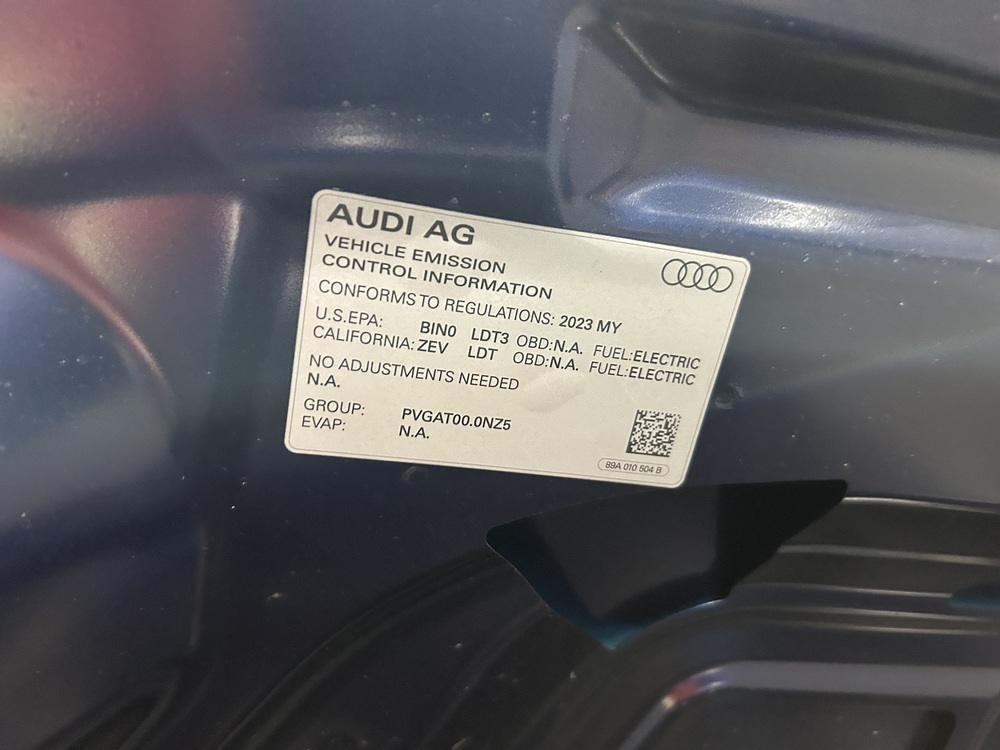 AUDI AG
VEHICLE EMISSION
CONTROL INFORMATION
CONFORMS TO REGULATIONS: 2023 MY
U.S.EPA: BIN0 LDT3 OBD:N.A. FUEL:ELECTRIC
CALIFORNIA: ZEV LDT OBD:N.A. FUEL:ELECTRIC
NO ADJUSTMENTS NEEDED
N.A.
GROUP: PVGAT00.0NZ5
EVAP: N.A.
89A 010 504 B